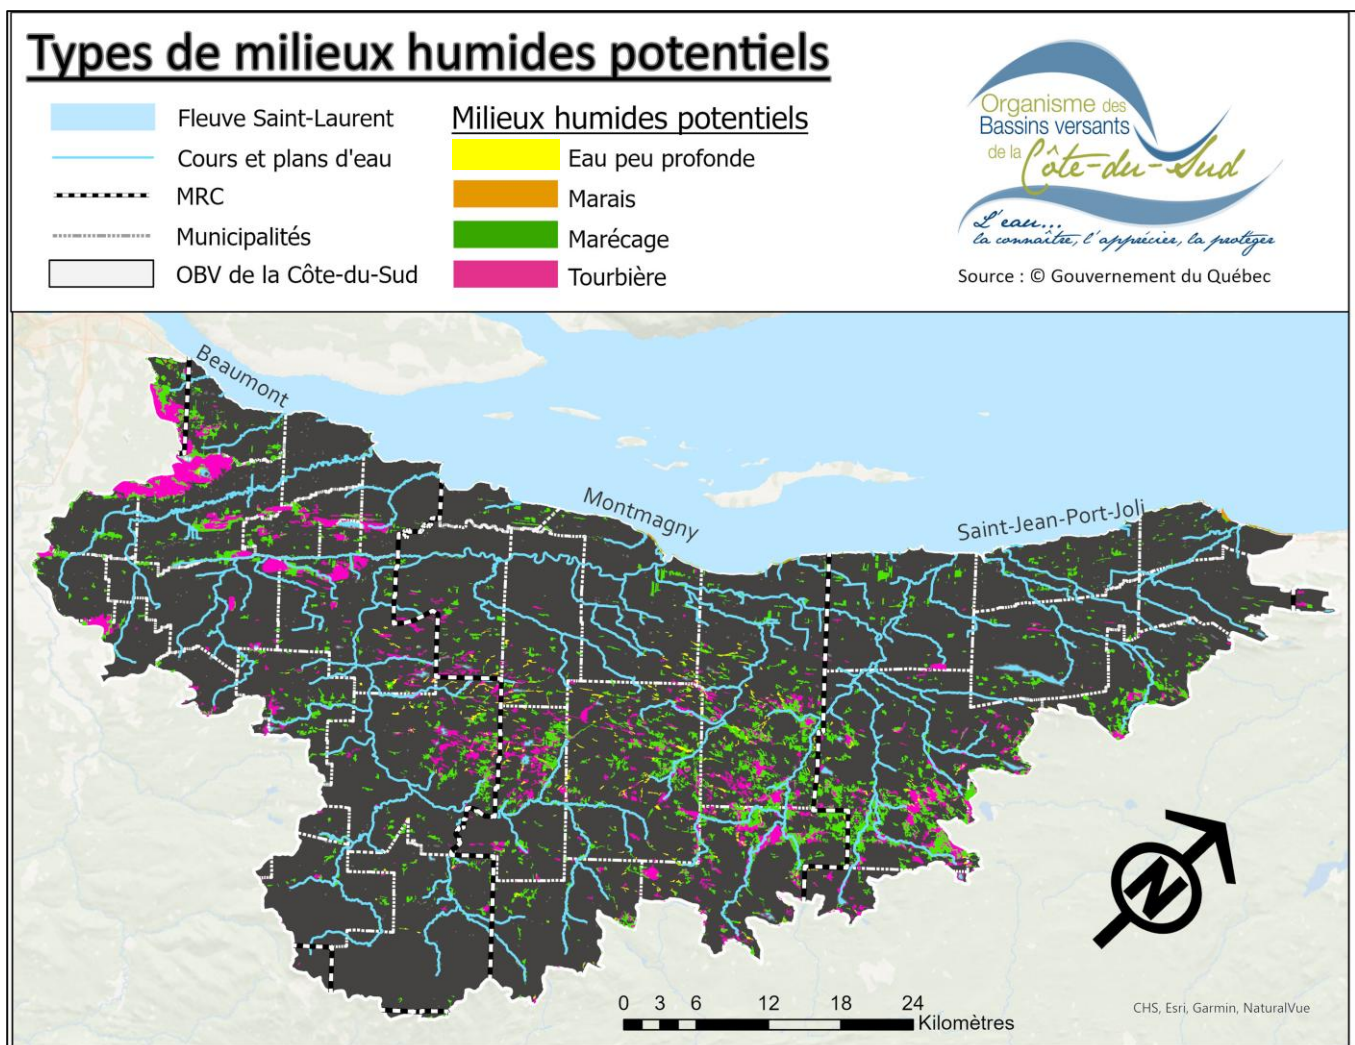 Types de milieux humides potentiels
Fleuve Saint-Laurent
Cours et plans d'eau
MRC
Municipalités
OBV de la Côte-du-Sud
Milieux humides potentiels
Eau peu profonde
Marais
Marécage
Tourbière
Organisme des
Bassins versants
de la Côte-du-Sud
L'eau...
la connaître, l'apprécier, la protéger
Source : © Gouvernement du Québec
Beaumont
Montmagny
Saint-Jean-Port-Joli
N
0 3 6 12 18 24
Kilomètres
CHS, Esri, Garmin, NaturalVue